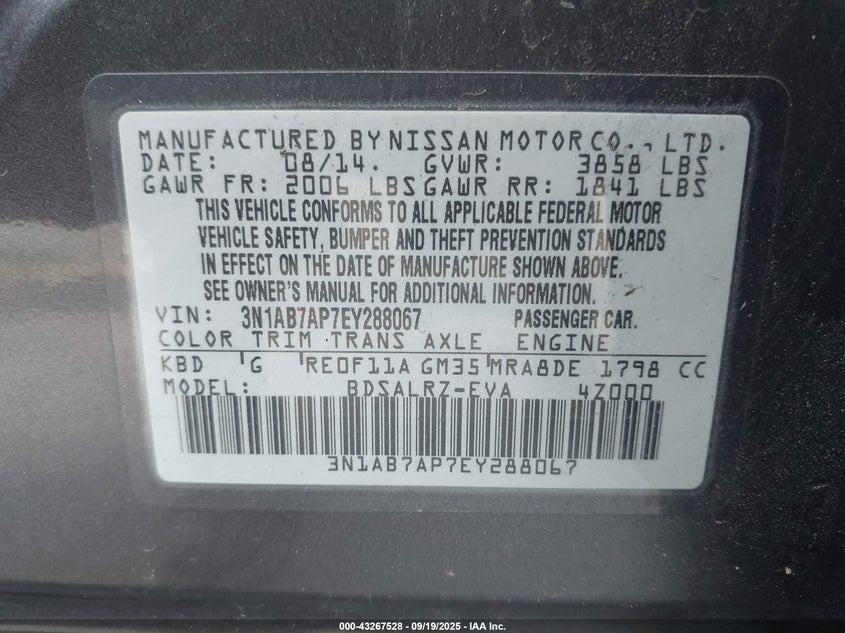 MANUFACTURED BY NISSAN MOTOR CO., LTD.
DATE: 08/14. GVWR: 3858 LBS
GAWR FR: 2006 LBS GAWR RR: 1841 LBS
THIS VEHICLE CONFORMS TO ALL APPLICABLE FEDERAL MOTOR
VEHICLE SAFETY, BUMPER AND THEFT PREVENTION STANDARDS
IN EFFECT ON THE DATE OF MANUFACTURE SHOWN ABOVE.
SEE OWNER'S MANUAL FOR ADDITIONAL INFORMATION.
VIN: 3N1AB7AP7EY288067 PASSENGER CAR.
COLOR TRIM TRANS AXLE ENGINE
KBD G RE0F11A GM35 MRA8DE 1798 CC
MODEL: BDSALRZ-EVA 4Z000
3N1AB7AP7EY288067
000-43267528 - 09/19/2025 - IAA Inc.